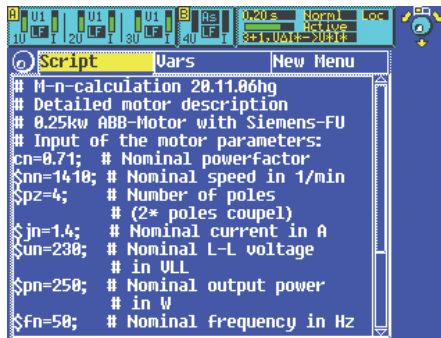 A U1 U1 U1 B As 0.20 s Norml Loc
LF LF LF LF Active
1U I 2U I 3U I 4U I 3+1,U∆I*->U*I*
Script Vars New Menu
# M-n-calculation 20.11.06hg
# Detailed motor description
# 0.25kw ABB-Motor with Siemens-FU
# Input of the motor parameters:
cn=0.71; # Nominal powerfactor
$nn=1410; # Nominal speed in 1/min
$pz=4; # Number of poles
# (2* poles coupel)
$jn=1.4; # Nominal current in A
$un=230; # Nominal L-L voltage
# in VLL
$pn=250; # Nominal output power
# in W
$fn=50; # Nominal frequency in Hz